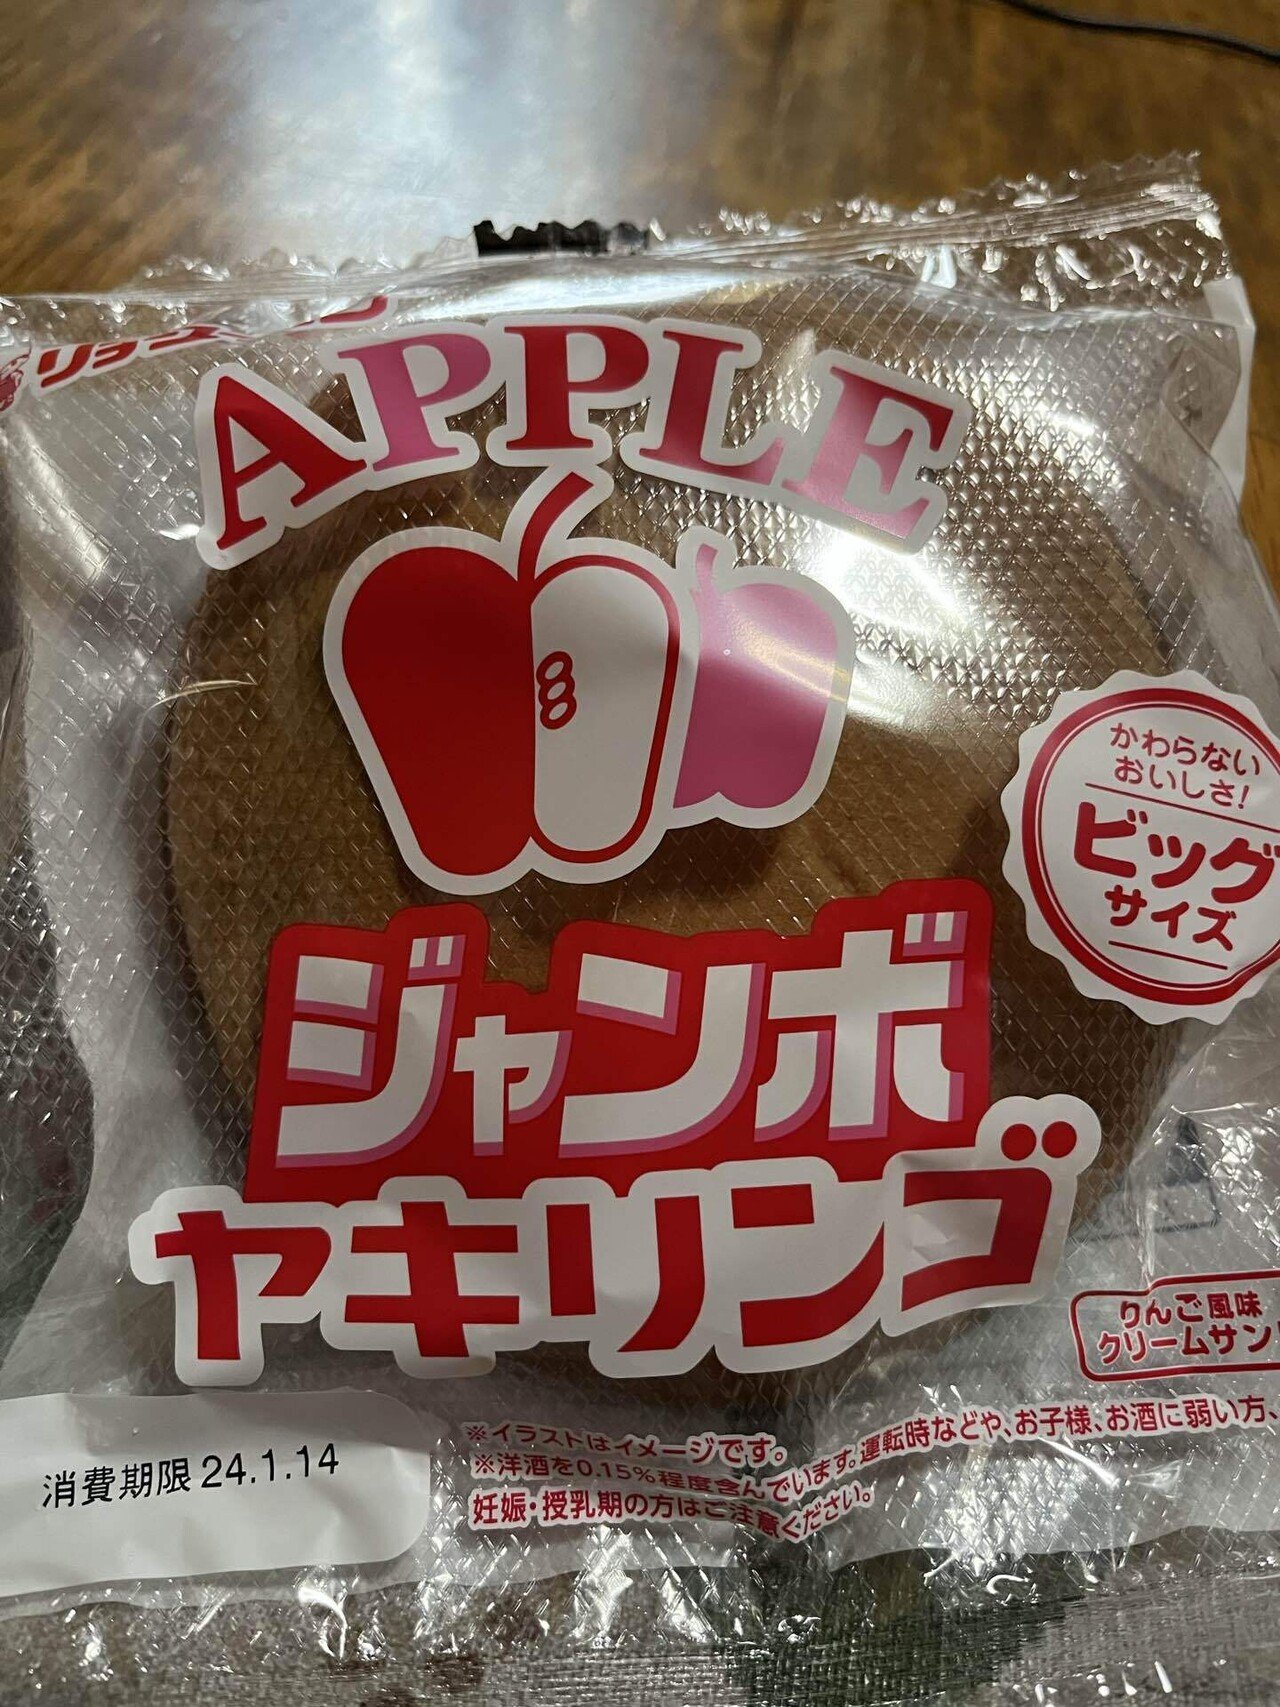 APPLE
かわらない
おいしさ!
ビッグ
サイズ
ジャンボ
ヤキリンゴ
りんご風味
クリームサンド
消費期限 24.1.14
※イラストはイメージです。
※洋酒を0.15%程度含んでいます。運転時などや、お子様、お酒に弱い方、
妊娠・授乳期の方はご注意ください。